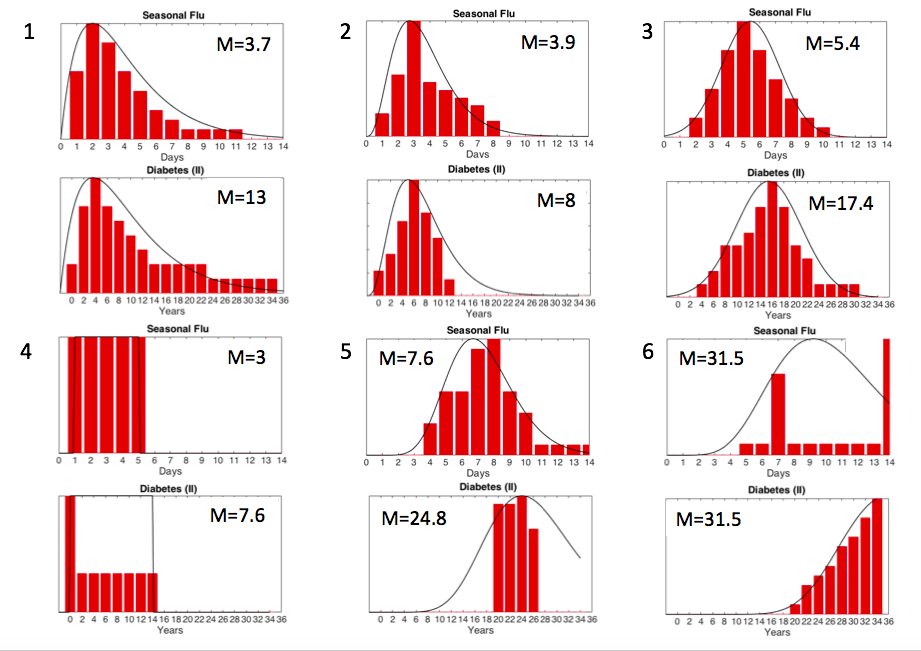 1
Seasonal Flu
M=3.7
0 1 2 3 4 5 6 7 8 9 10 11 12 13 14
Days
Diabetes (II)
M=13
0 2 4 6 8 10 12 14 16 18 20 22 24 26 28 30 32 34 36
Years
2
Seasonal Flu
M=3.9
0 1 2 3 4 5 6 7 8 9 10 11 12 13 14
Days
Diabetes (II)
M=8
0 2 4 6 8 10 12 14 16 18 20 22 24 26 28 30 32 34 36
Years
3
Seasonal Flu
M=5.4
0 1 2 3 4 5 6 7 8 9 10 11 12 13 14
Days
Diabetes (II)
M=17.4
0 2 4 6 8 10 12 14 16 18 20 22 24 26 28 30 32 34 36
Years
4
Seasonal Flu
M=3
0 1 2 3 4 5 6 7 8 9 10 11 12 13 14
Days
Diabetes (II)
M=7.6
0 2 4 6 8 10 12 14 16 18 20 22 24 26 28 30 32 34 36
Years
5
Seasonal Flu
M=7.6
0 1 2 3 4 5 6 7 8 9 10 11 12 13 14
Days
Diabetes (II)
M=24.8
0 2 4 6 8 10 12 14 16 18 20 22 24 26 28 30 32 34 36
Years
6
Seasonal Flu
M=31.5
0 1 2 3 4 5 6 7 8 9 10 11 12 13 14
Days
Diabetes (II)
M=31.5
0 2 4 6 8 10 12 14 16 18 20 22 24 26 28 30 32 34 36
Years